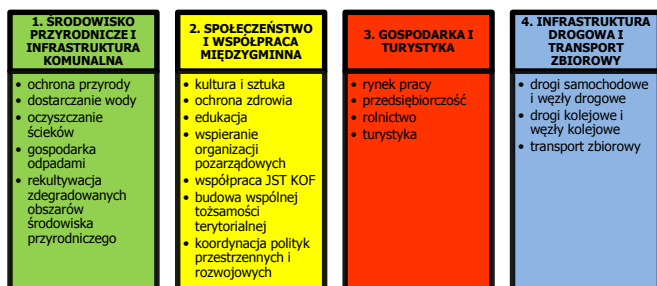 1. ŚRODOWISKO
PRZYRODNICZE I
INFRASTRUKTURA
KOMUNALNA
• ochrona przyrody
• dostarczanie wody
• oczyszczanie
ścieków
• gospodarka
odpadami
• rekultywacja
zdegradowanych
obszarów
środowiska
przyrodniczego
2. SPOŁECZEŃSTWO
I WSPÓŁPRACA
MIĘDZYGMINNA
• kultura i sztuka
• ochrona zdrowia
• edukacja
• wspieranie
organizacji
pozarządowych
• współpraca JST KOF
• budowa wspólnej
tożsamości
terytorialnej
• koordynacja polityk
przestrzennych i
rozwojowych
3. GOSPODARKA I
TURYSTYKA
• rynek pracy
• przedsiębiorczość
• rolnictwo
• turystyka
4. INFRASTRUKTURA
DROGOWA I
TRANSPORT
ZBIOROWY
• drogi samochodowe
i węzły drogowe
• drogi kolejowe i
węzły kolejowe
• transport zbiorowy